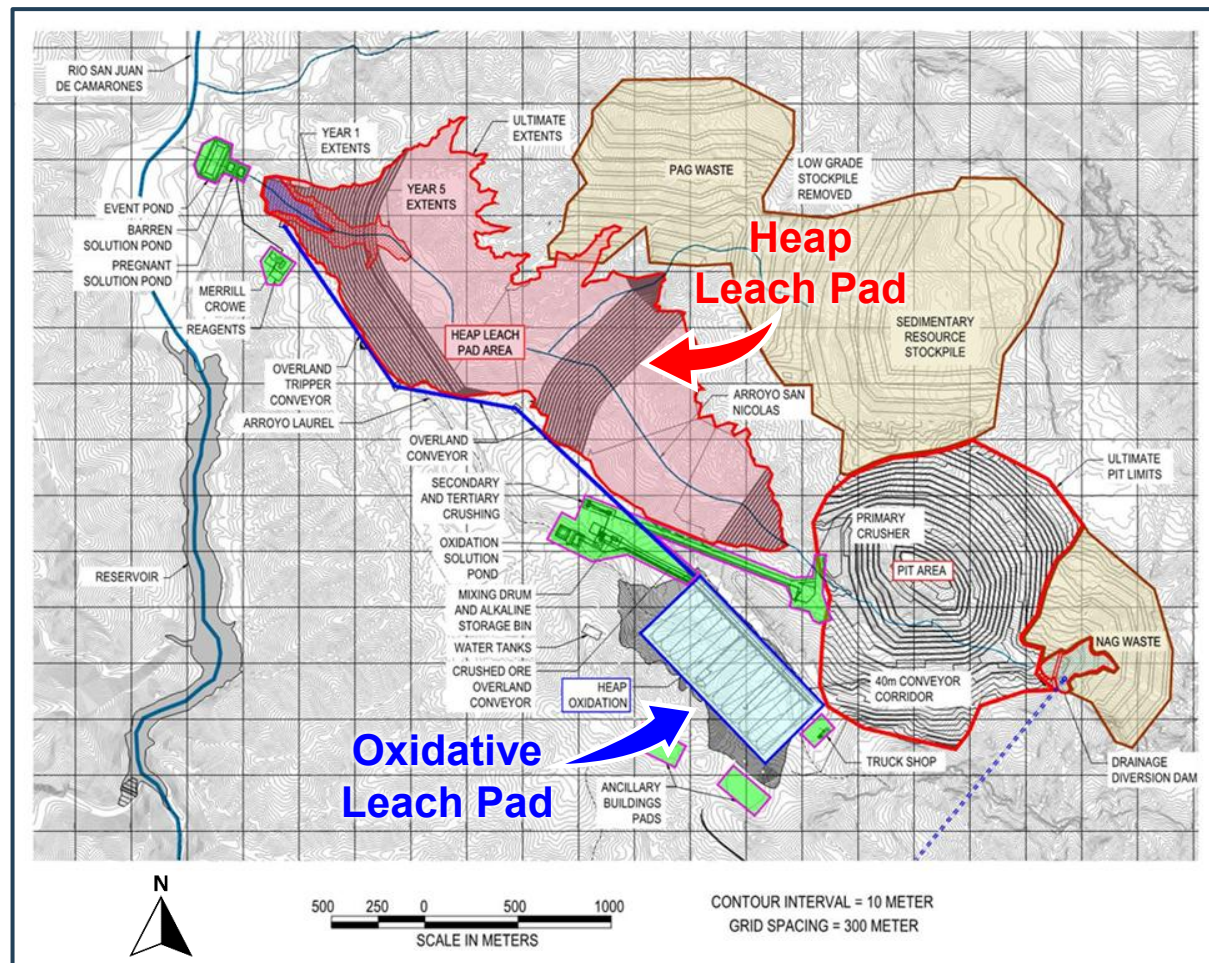 RIO SAN JUAN
DE CAMARONES
YEAR 1
EXTENTS
ULTIMATE
EXTENTS
YEAR 5
EXTENTS
PAG WASTE
LOW GRADE
STOCKPILE
REMOVED
EVENT POND
BARREN
SOLUTION POND
PREGNANT
SOLUTION POND
MERRILL
CROWE
REAGENTS
Heap
Leach Pad
HEAP LEACH
PAD AREA
SEDIMENTARY
RESOURCE
STOCKPILE
OVERLAND
TRIPPER
CONVEYOR
ARROYO LAUREL
ARROYO SAN
NICOLAS
OVERLAND
CONVEYOR
SECONDARY
AND TERTIARY
CRUSHING
OXIDATION
SOLUTION
POND
MIXING DRUM
AND ALKALINE
STORAGE BIN
WATER TANKS
CRUSHED ORE
OVERLAND
CONVEYOR
RESERVOIR
ULTIMATE
PIT LIMITS
PRIMARY
CRUSHER
PIT AREA
NAG WASTE
HEAP
OXIDATION
40m CONVEYOR
CORRIDOR
Oxidative
Leach Pad
TRUCK SHOP
DRAINAGE
DIVERSION DAM
ANCILLARY
BUILDINGS
PADS
N
500 250 0 500 1000
SCALE IN METERS
CONTOUR INTERVAL = 10 METER
GRID SPACING = 300 METER